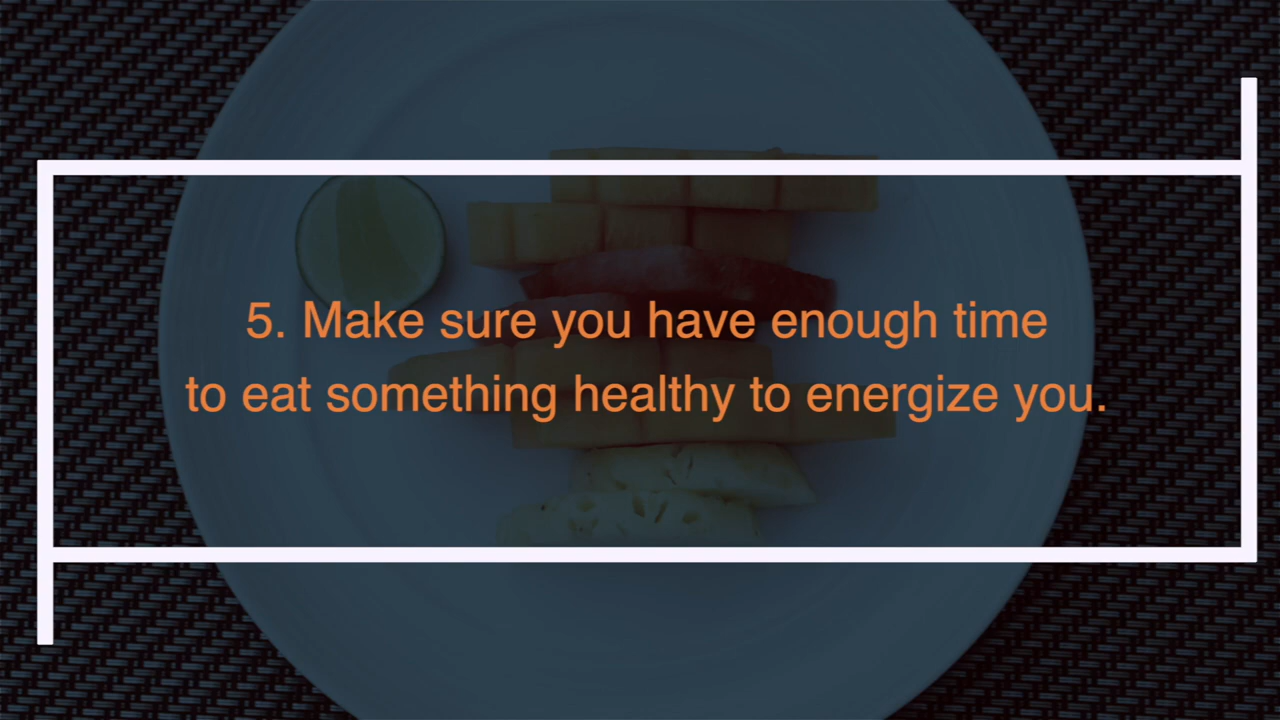 5. Make sure you have enough time
to eat something healthy to energize you.